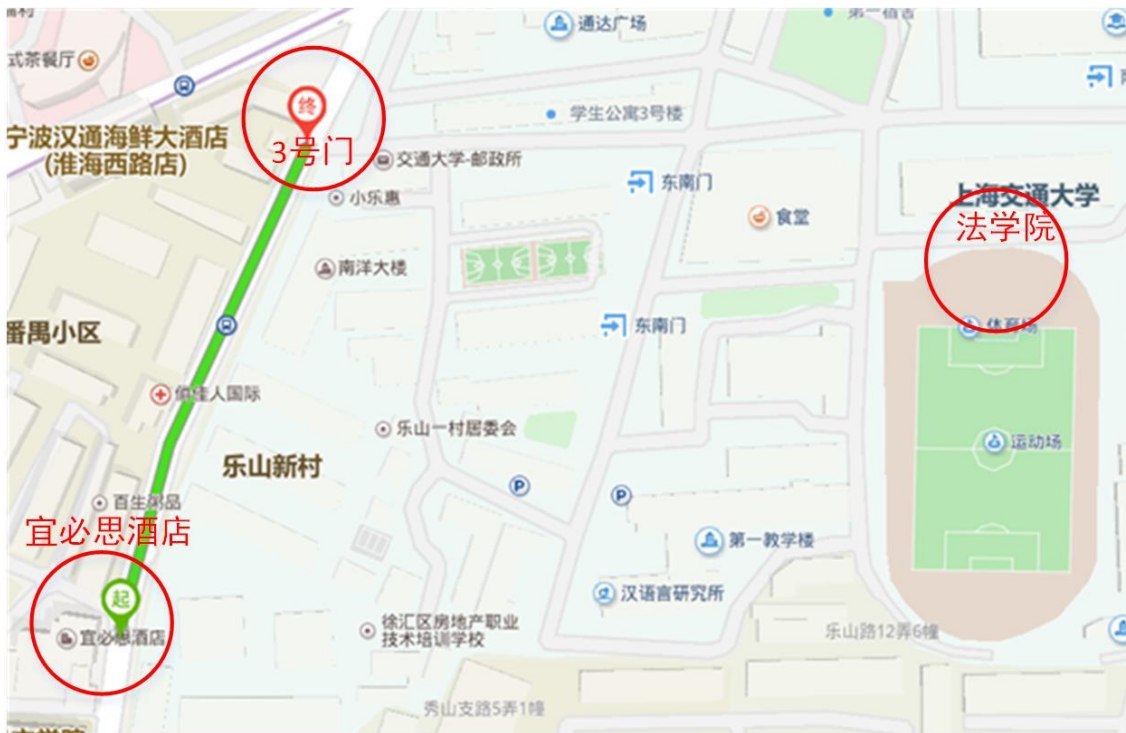 通达广场
第一宿舍
式茶餐厅
终
学生公寓3号楼
宁波汉通海鲜大酒店
(淮海西路店)
3号门
交通大学-邮政所
东南门
上海交通大学
小乐惠
食堂
法学院
南洋大楼
番禺小区
东南门
体育场
俏佳人国际
乐山一村居委会
运动场
乐山新村
P
P
百生粥品
宜必思酒店
第一教学楼
起
汉语言研究所
宜必思酒店
徐汇区房地产职业
技术培训学校
乐山路12弄6幢
秀山支路5弄1幢